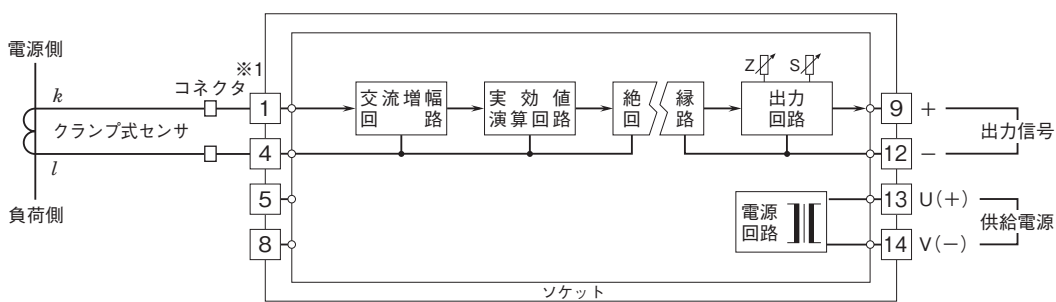 電源側
※1
コネクタ
k
クランプ式センサ
l
負荷側
1
4
5
8
交流増幅
回路
実効値
演算回路
絶縁
回路
Z
S
出力
回路
電源
回路
9
+
12
−
出力信号
13
U(+)
14
V(−)
供給電源
ソケット